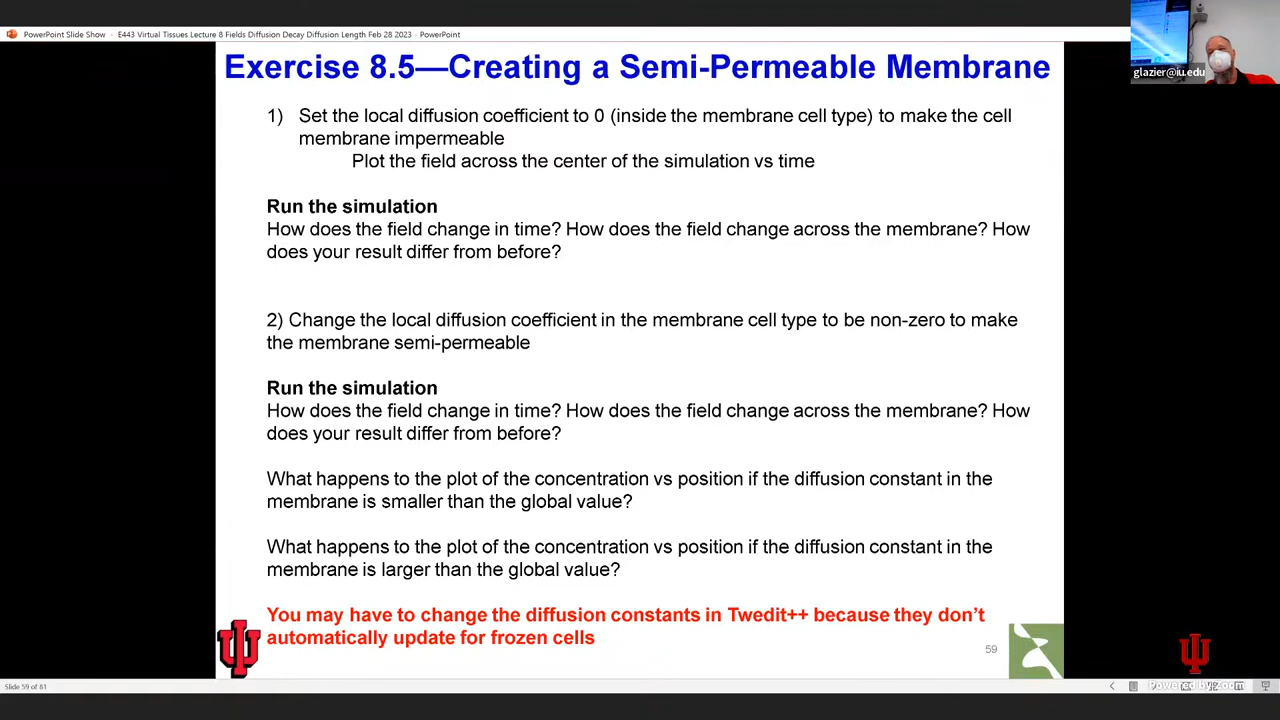 PowerPoint Slide Show - E443 Virtual Tissues Lecture 8 Fields Diffusion Decay Diffusion Length Feb 28 2023 - PowerPoint
glazier@iu.edu
Exercise 8.5—Creating a Semi-Permeable Membrane
1) Set the local diffusion coefficient to 0 (inside the membrane cell type) to make the cell
membrane impermeable
Plot the field across the center of the simulation vs time
Run the simulation
How does the field change in time? How does the field change across the membrane? How
does your result differ from before?
2) Change the local diffusion coefficient in the membrane cell type to be non-zero to make
the membrane semi-permeable
Run the simulation
How does the field change in time? How does the field change across the membrane? How
does your result differ from before?
What happens to the plot of the concentration vs position if the diffusion constant in the
membrane is smaller than the global value?
What happens to the plot of the concentration vs position if the diffusion constant in the
membrane is larger than the global value?
You may have to change the diffusion constants in Twedit++ because they don't
automatically update for frozen cells
59
Slide 59 of 81
Powered by Zoom